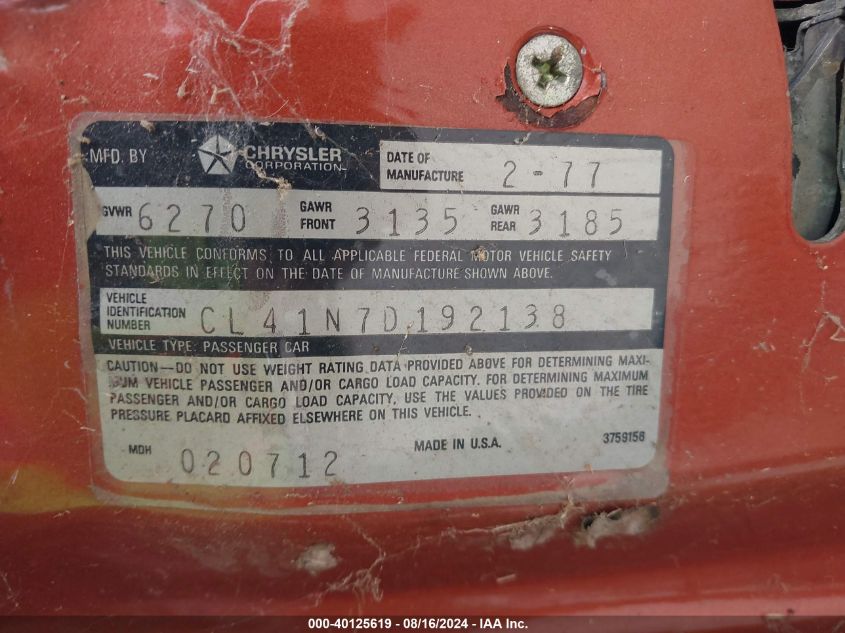 MFD. BY CHRYSLER CORPORATION DATE OF MANUFACTURE 2-77
GVWR 6270 GAWR FRONT 3135 GAWR REAR 3185
THIS VEHICLE CONFORMS TO ALL APPLICABLE FEDERAL MOTOR VEHICLE SAFETY
STANDARDS IN EFFECT ON THE DATE OF MANUFACTURE SHOWN ABOVE.
VEHICLE IDENTIFICATION NUMBER CL41N7D192138
VEHICLE TYPE: PASSENGER CAR
CAUTION—DO NOT USE WEIGHT RATING DATA PROVIDED ABOVE FOR DETERMINING MAXI-
MUM VEHICLE PASSENGER AND/OR CARGO LOAD CAPACITY. FOR DETERMINING MAXIMUM
PASSENGER AND/OR CARGO LOAD CAPACITY, USE THE VALUES PROVIDED ON THE TIRE
PRESSURE PLACARD AFFIXED ELSEWHERE ON THIS VEHICLE.
MDH 020712 MADE IN U.S.A. 3759156
000-40125619 - 08/16/2024 - IAA Inc.